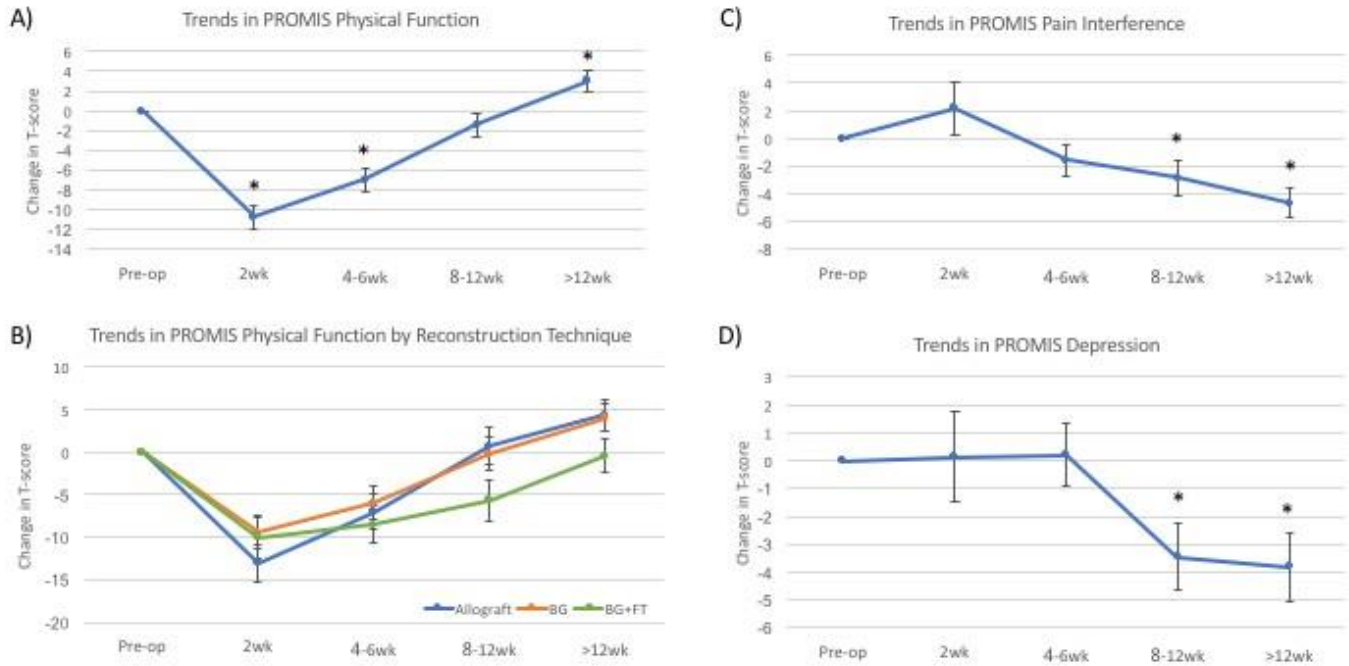 A)
Trends in PROMIS Physical Function
Change in T-score
6
4
2
0
-2
-4
-6
-8
-10
-12
-14
*
*
*
Pre-op 2wk 4-6wk 8-12wk >12wk
B)
Trends in PROMIS Physical Function by Reconstruction Technique
Change in T-score
10
5
0
-5
-10
-15
-20
Allograft BG BG+FT
Pre-op 2wk 4-6wk 8-12wk >12wk
C)
Trends in PROMIS Pain Interference
Change in T-score
6
4
2
0
-2
-4
-6
-8
*
*
Pre-op 2wk 4-6wk 8-12wk >12wk
D)
Trends in PROMIS Depression
Change in T-score
3
2
1
0
-1
-2
-3
-4
-5
-6
*
*
Pre-op 2wk 4-6wk 8-12wk >12wk